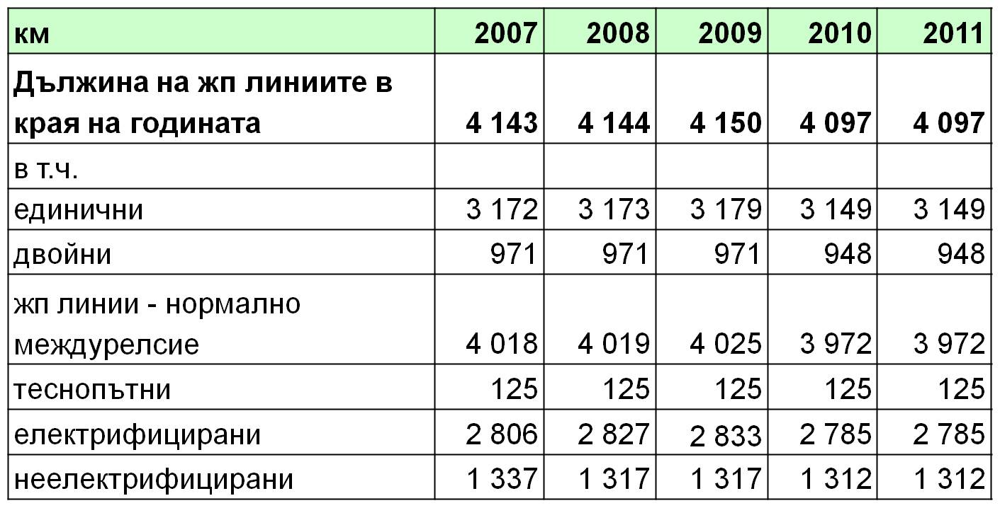 км 2007 2008 2009 2010 2011
Дължина на жп линиите в
края на годината 4 143 4 144 4 150 4 097 4 097
в т.ч.
единични 3 172 3 173 3 179 3 149 3 149
двойни 971 971 971 948 948
жп линии - нормално
междурелсие 4 018 4 019 4 025 3 972 3 972
теснопътни 125 125 125 125 125
електрифицирани 2 806 2 827 2 833 2 785 2 785
неелектрифицирани 1 337 1 317 1 317 1 312 1 312